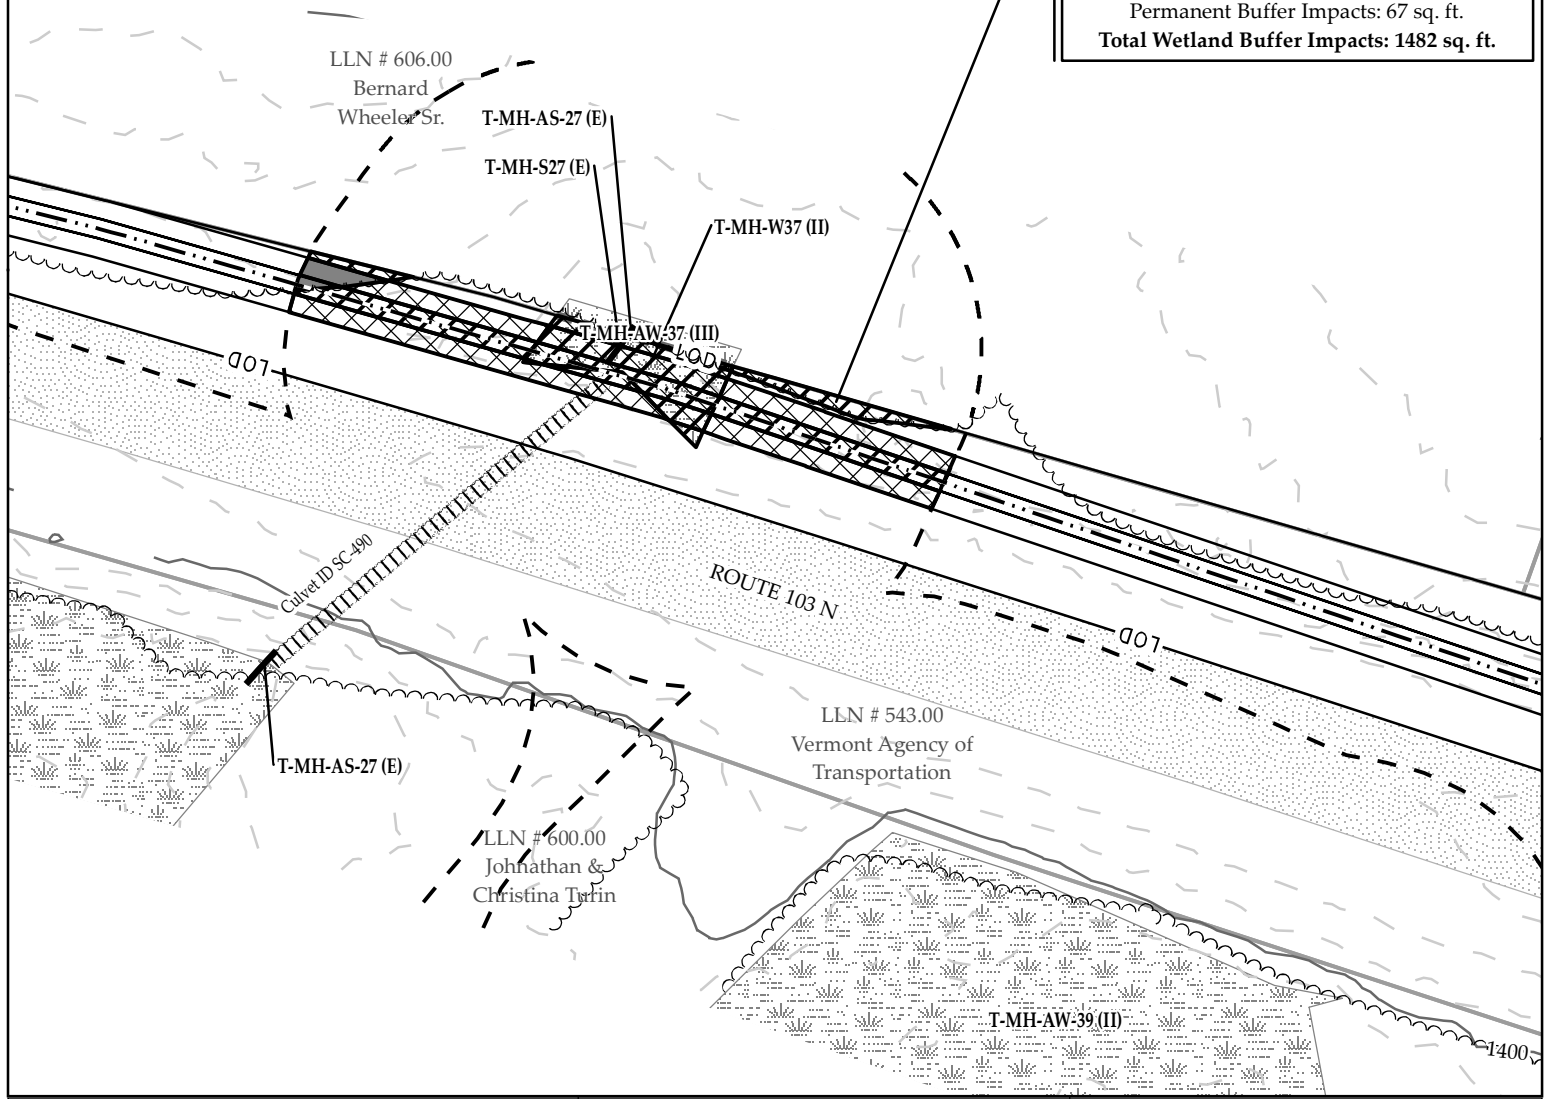 Permanent Buffer Impacts: 67 sq. ft.
Total Wetland Buffer Impacts: 1482 sq. ft.
LLN # 606.00
Bernard
Wheeler Sr.
T-MH-AS-27 (E)
T-MH-S27 (E)
T-MH-W37 (II)
T-MH-AW-37 (III)
LOD
LOD
Culvet ID SC-490
ROUTE 103 N
LOD
T-MH-AS-27 (E)
LLN # 543.00
Vermont Agency of
Transportation
LLN # 600.00
Johnathan &
Christina Turin
T-MH-AW-39 (II)
1400